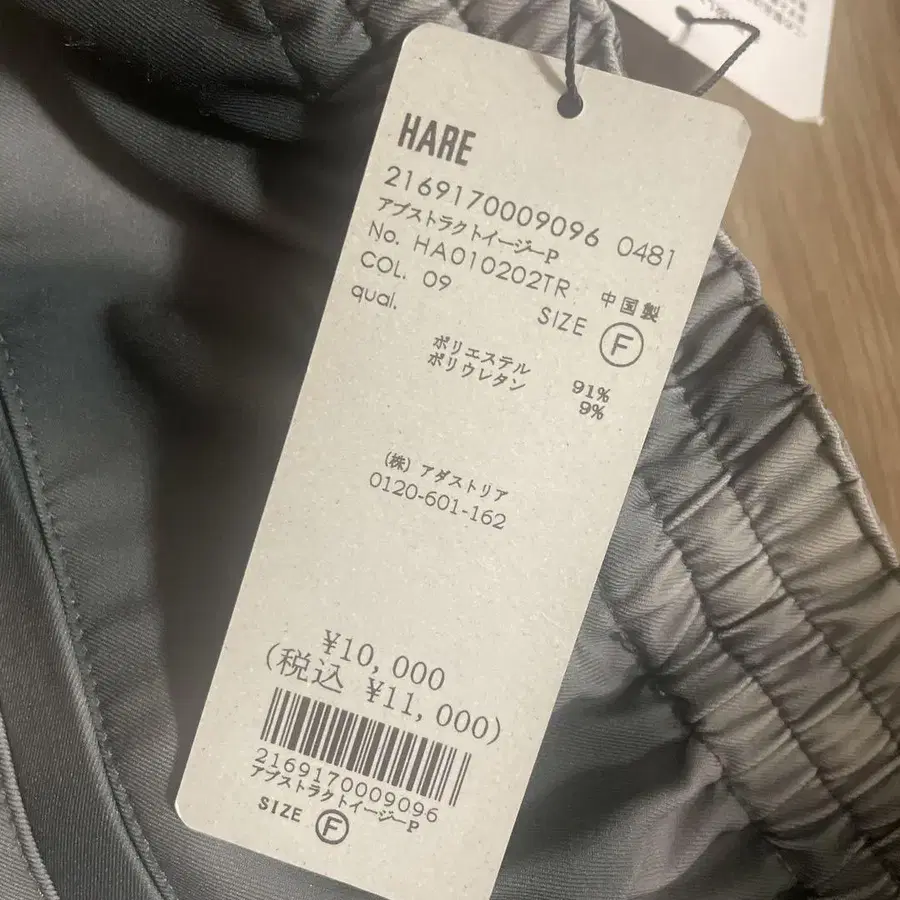 HARE
2169170009096 0481
アブストラクトイージーP
No. HA010202TR 中国製
COL. 09 SIZE F
qual.
ポリエステル 91%
ポリウレタン 9%
(株) アダストリア
0120-601-162
¥10,000
(税込 ¥11,000)
2169170009096
アブストラクトイージーP
SIZE F